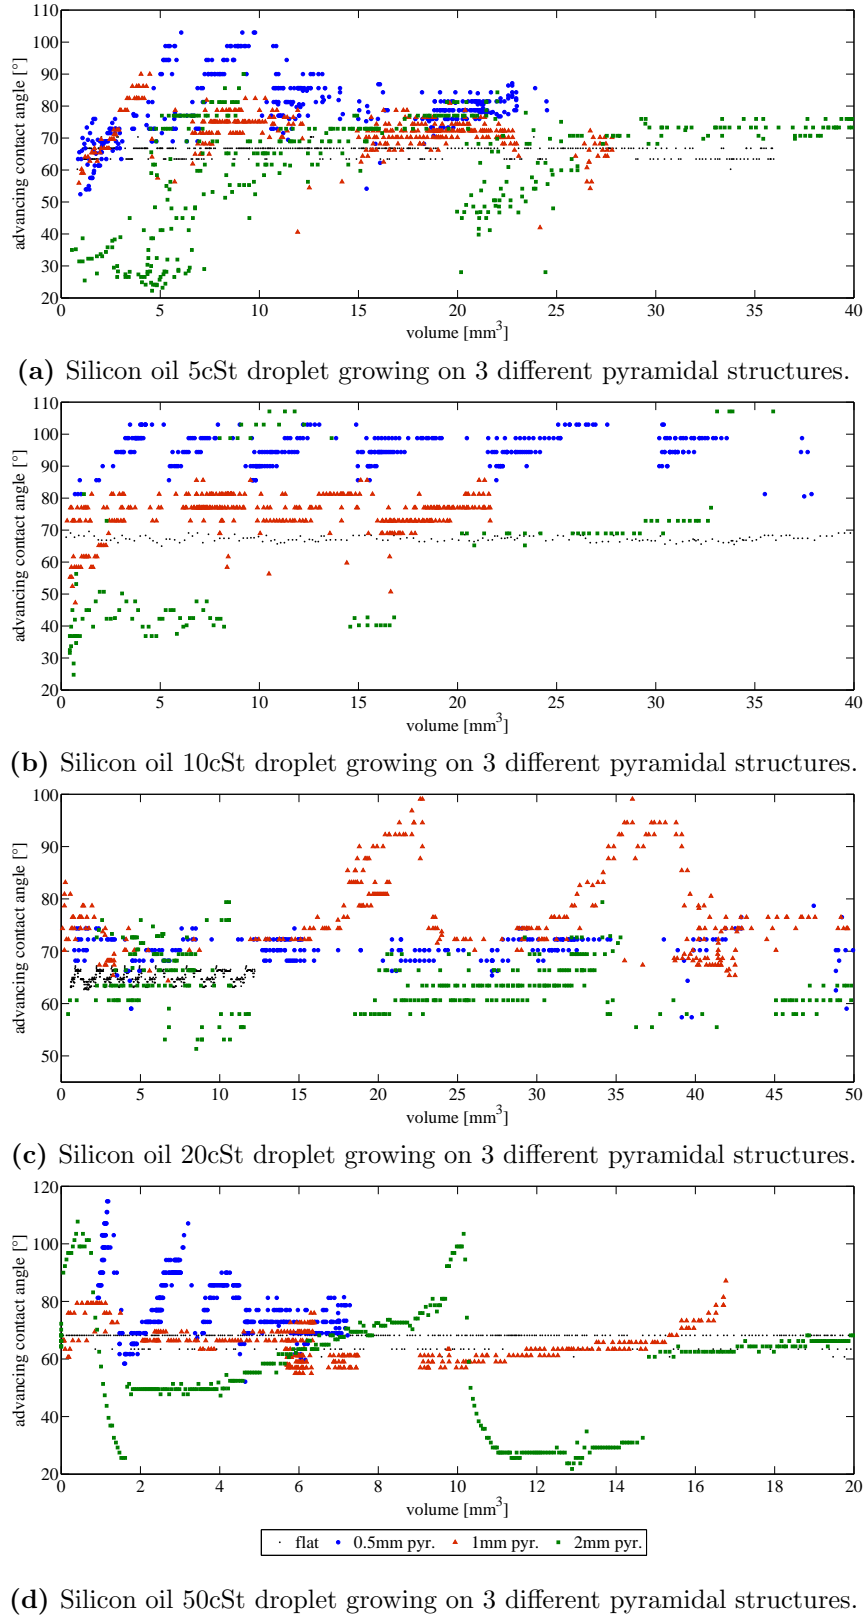 110
100
90
80
70
60
50
40
30
20
advancing contact angle [°]
0 5 10 15 20 25 30 35 40
volume [mm³]
(a) Silicon oil 5cSt droplet growing on 3 different pyramidal structures.
110
100
90
80
70
60
50
40
30
20
advancing contact angle [°]
0 5 10 15 20 25 30 35 40
volume [mm³]
(b) Silicon oil 10cSt droplet growing on 3 different pyramidal structures.
100
90
80
70
60
50
advancing contact angle [°]
0 5 10 15 20 25 30 35 40 45 50
volume [mm³]
(c) Silicon oil 20cSt droplet growing on 3 different pyramidal structures.
120
100
80
60
40
20
advancing contact angle [°]
0 2 4 6 8 10 12 14 16 18 20
volume [mm³]
flat 0.5mm pyr. 1mm pyr. 2mm pyr.
(d) Silicon oil 50cSt droplet growing on 3 different pyramidal structures.